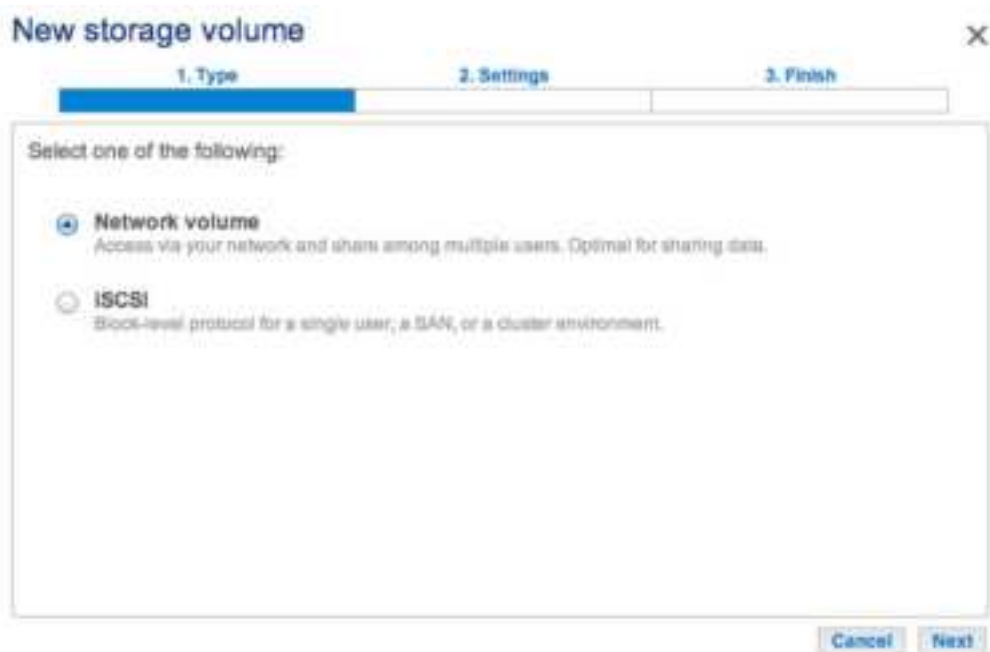 New storage volume
1. Type
2. Settings
3. Finish
Select one of the following:
Network volume
Access via your network and share among multiple users. Optimal for sharing data.
iSCSI
Block-level protocol for a single user, a SAN, or a cluster environment.
Cancel
Next